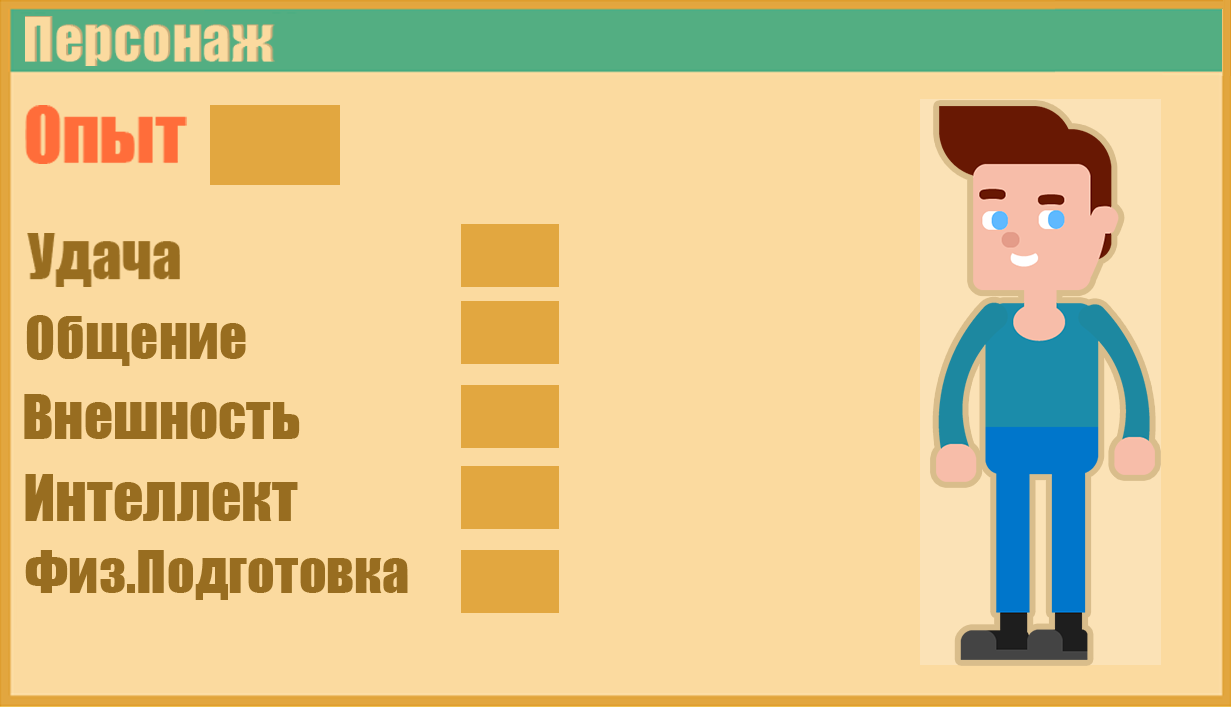 Персонаж
Опыт
Удача
Общение
Внешность
Интеллект
Физ.Подготовка